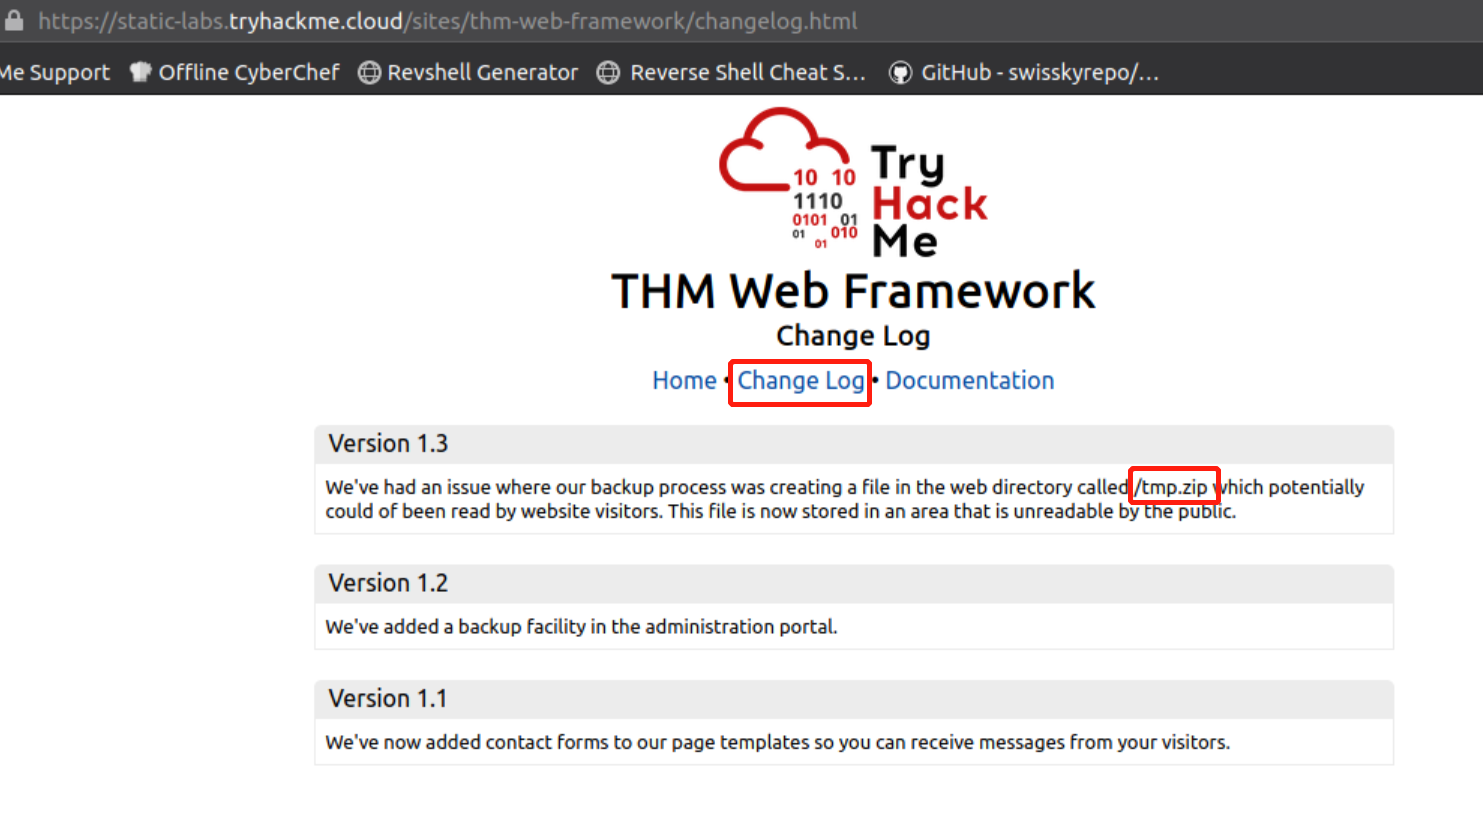 https://static-labs.tryhackme.cloud/sites/thm-web-framework/changelog.html
Me Support Offline CyberChef Revshell Generator Reverse Shell Cheat S... GitHub - swisskyrepo/...
10 10
1110
0101 01
01 010
01
Try
Hack
Me
THM Web Framework
Change Log
Home • Change Log • Documentation
Version 1.3
We've had an issue where our backup process was creating a file in the web directory called /tmp.zip which potentially
could of been read by website visitors. This file is now stored in an area that is unreadable by the public.
Version 1.2
We've added a backup facility in the administration portal.
Version 1.1
We've now added contact forms to our page templates so you can receive messages from your visitors.